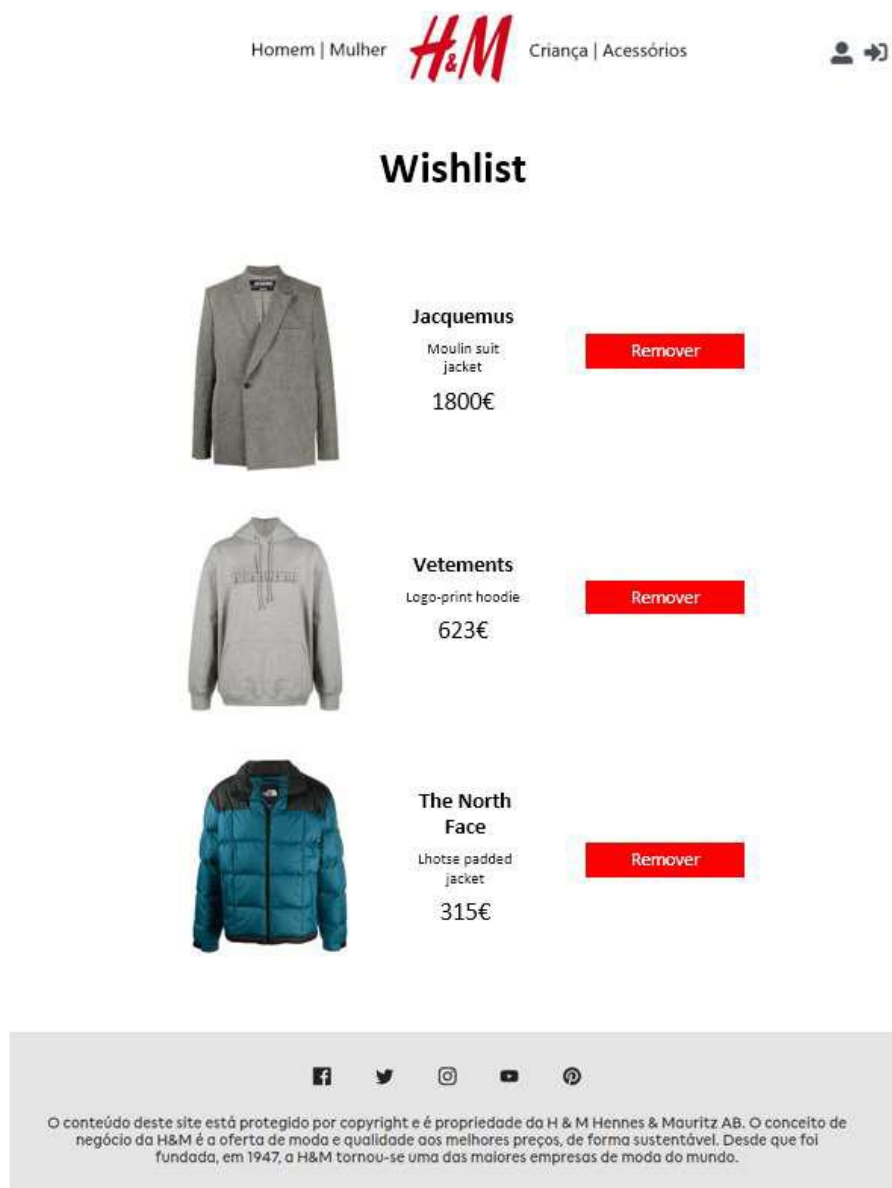 Homem | Mulher H&M Criança | Acessórios
Wishlist
Jacquemus
Moulin suit
jacket
1800€
Remover
Vetements
Logo-print hoodie
623€
Remover
The North
Face
Lhotse padded
jacket
315€
Remover
O conteúdo deste site está protegido por copyright e é propriedade da H & M Hennes & Mauritz AB. O conceito de
negócio da H&M é a oferta de moda e qualidade aos melhores preços, de forma sustentável. Desde que foi
fundada, em 1947, a H&M tornou-se uma das maiores empresas de moda do mundo.